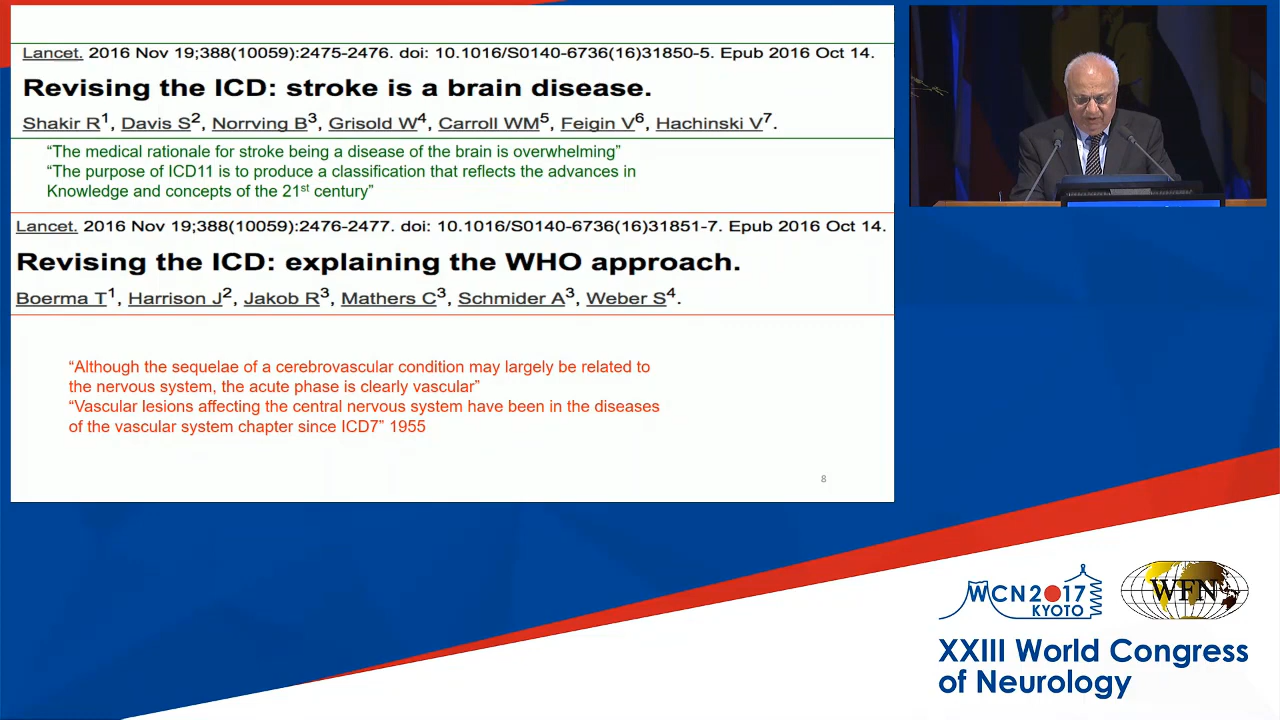 Lancet. 2016 Nov 19;388(10059):2475-2476. doi: 10.1016/S0140-6736(16)31850-5. Epub 2016 Oct 14.
Revising the ICD: stroke is a brain disease.
Shakir R1, Davis S2, Norrving B3, Grisold W4, Carroll WM5, Feigin V6, Hachinski V7.
“The medical rationale for stroke being a disease of the brain is overwhelming”
“The purpose of ICD11 is to produce a classification that reflects the advances in
Knowledge and concepts of the 21st century”
Lancet. 2016 Nov 19;388(10059):2476-2477. doi: 10.1016/S0140-6736(16)31851-7. Epub 2016 Oct 14.
Revising the ICD: explaining the WHO approach.
Boerma T1, Harrison J2, Jakob R3, Mathers C3, Schmider A3, Weber S4.
“Although the sequelae of a cerebrovascular condition may largely be related to
the nervous system, the acute phase is clearly vascular”
“Vascular lesions affecting the central nervous system have been in the diseases
of the vascular system chapter since ICD7” 1955
8
WCN2017
KYOTO
WFN
XXIII World Congress
of Neurology